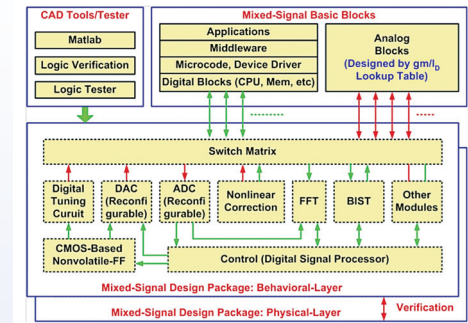 CAD Tools/Tester
Matlab
Logic Verification
Logic Tester
Mixed-Signal Basic Blocks
Applications
Middleware
Microcode, Device Driver
Digital Blocks (CPU, Mem, etc)
Analog
Blocks
(Designed by gm/ID
Lookup Table)
Switch Matrix
Digital
Tuning
Curuit
DAC
(Reconfi
gurable)
ADC
(Reconfi
gurable)
Nonlinear
Correction
FFT
BIST
Other
Modules
CMOS-Based
Nonvolatile-FF
Control (Digital Signal Processor)
Mixed-Signal Design Package: Behavioral-Layer
Mixed-Signal Design Package: Physical-Layer
Verification